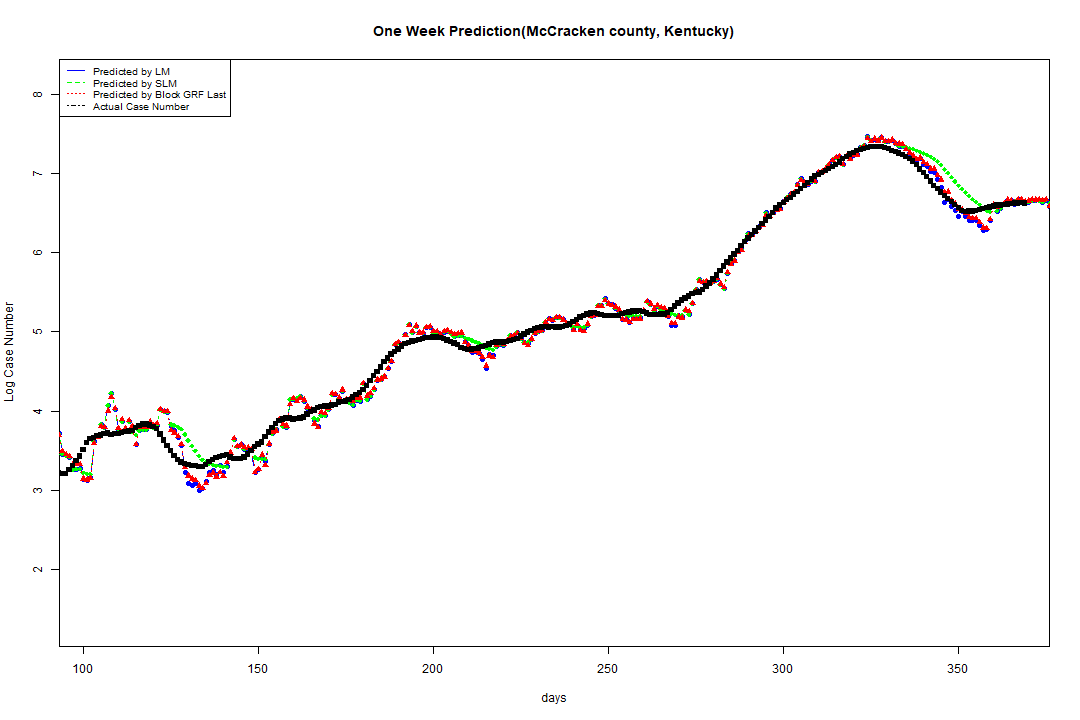 One Week Prediction(McCracken county, Kentucky)
Predicted by LM
Predicted by SLM
Predicted by Block GRF Last
Actual Case Number
8
7
6
5
4
3
2
Log Case Number
100 150 200 250 300 350
days